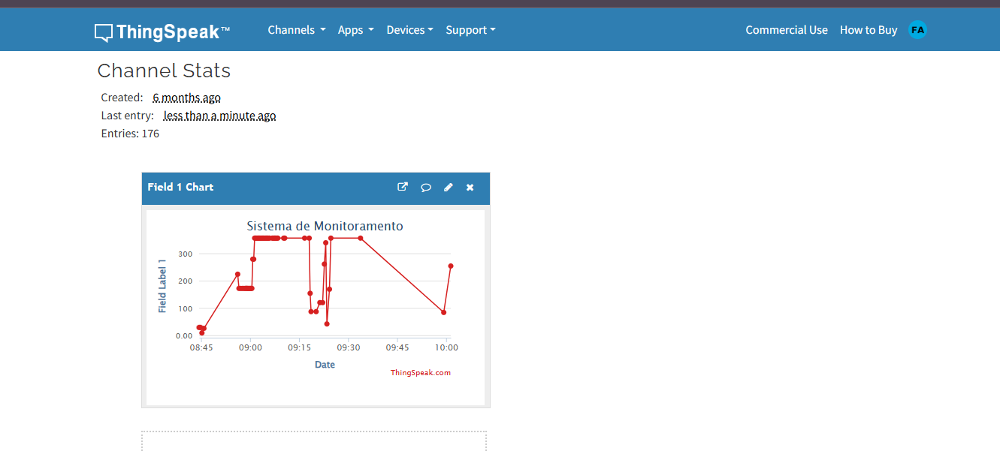 ThingSpeak™ Channels Apps Devices Support Commercial Use How to Buy FA
Channel Stats
Created: 6 months ago
Last entry: less than a minute ago
Entries: 176
Field 1 Chart
Sistema de Monitoramento
Field Label 1
300
200
100
0.00
08:45 09:00 09:15 09:30 09:45 10:00
Date
ThingSpeak.com